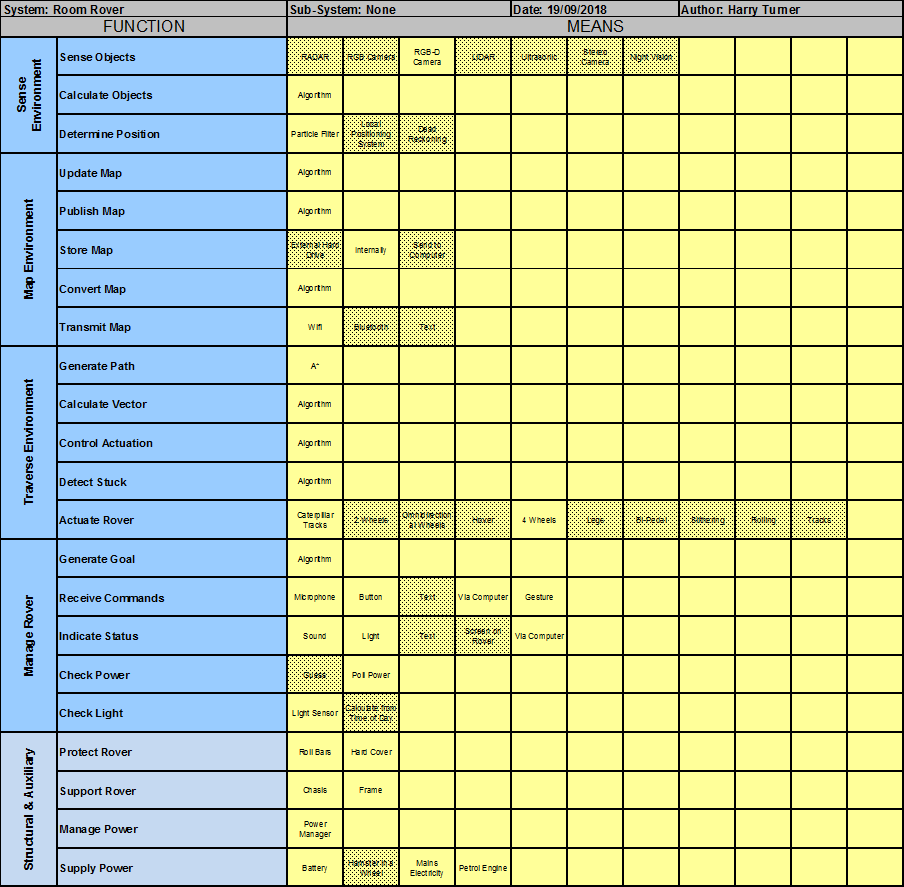 System: Room Rover Sub-System: None Date: 19/09/2018 Author: Harry Turner
FUNCTION MEANS
Sense Environment
Sense Objects RADAR RGB Camera RGB-D Camera LIDAR Ultrasonic Stereo Camera Night Vision
Calculate Objects Algorithm
Determine Position Particle Filter Local Positioning System Dead Reckoning
Map Environment
Update Map Algorithm
Publish Map Algorithm
Store Map External Hard Drive Internally Send to Computer
Convert Map Algorithm
Transmit Map Wifi Bluetooth Text
Traverse Environment
Generate Path A*
Calculate Vector Algorithm
Control Actuation Algorithm
Detect Stuck Algorithm
Actuate Rover Caterpillar Tracks 2 Wheels Omnidirectional Wheels Hover 4 Wheels Legs Bi-Pedal Slithering Rolling Tracks
Manage Rover
Generate Goal Algorithm
Receive Commands Microphone Button Text Via Computer Gesture
Indicate Status Sound Light Text Screen on Rover Via Computer
Check Power Guess Poll Power
Check Light Light Sensor Calculate from Time of Day
Structural & Auxiliary
Protect Rover Roll Bars Hard Cover
Support Rover Chasis Frame
Manage Power Power Manager
Supply Power Battery Hamster in a Wheel Mains Electricity Petrol Engine